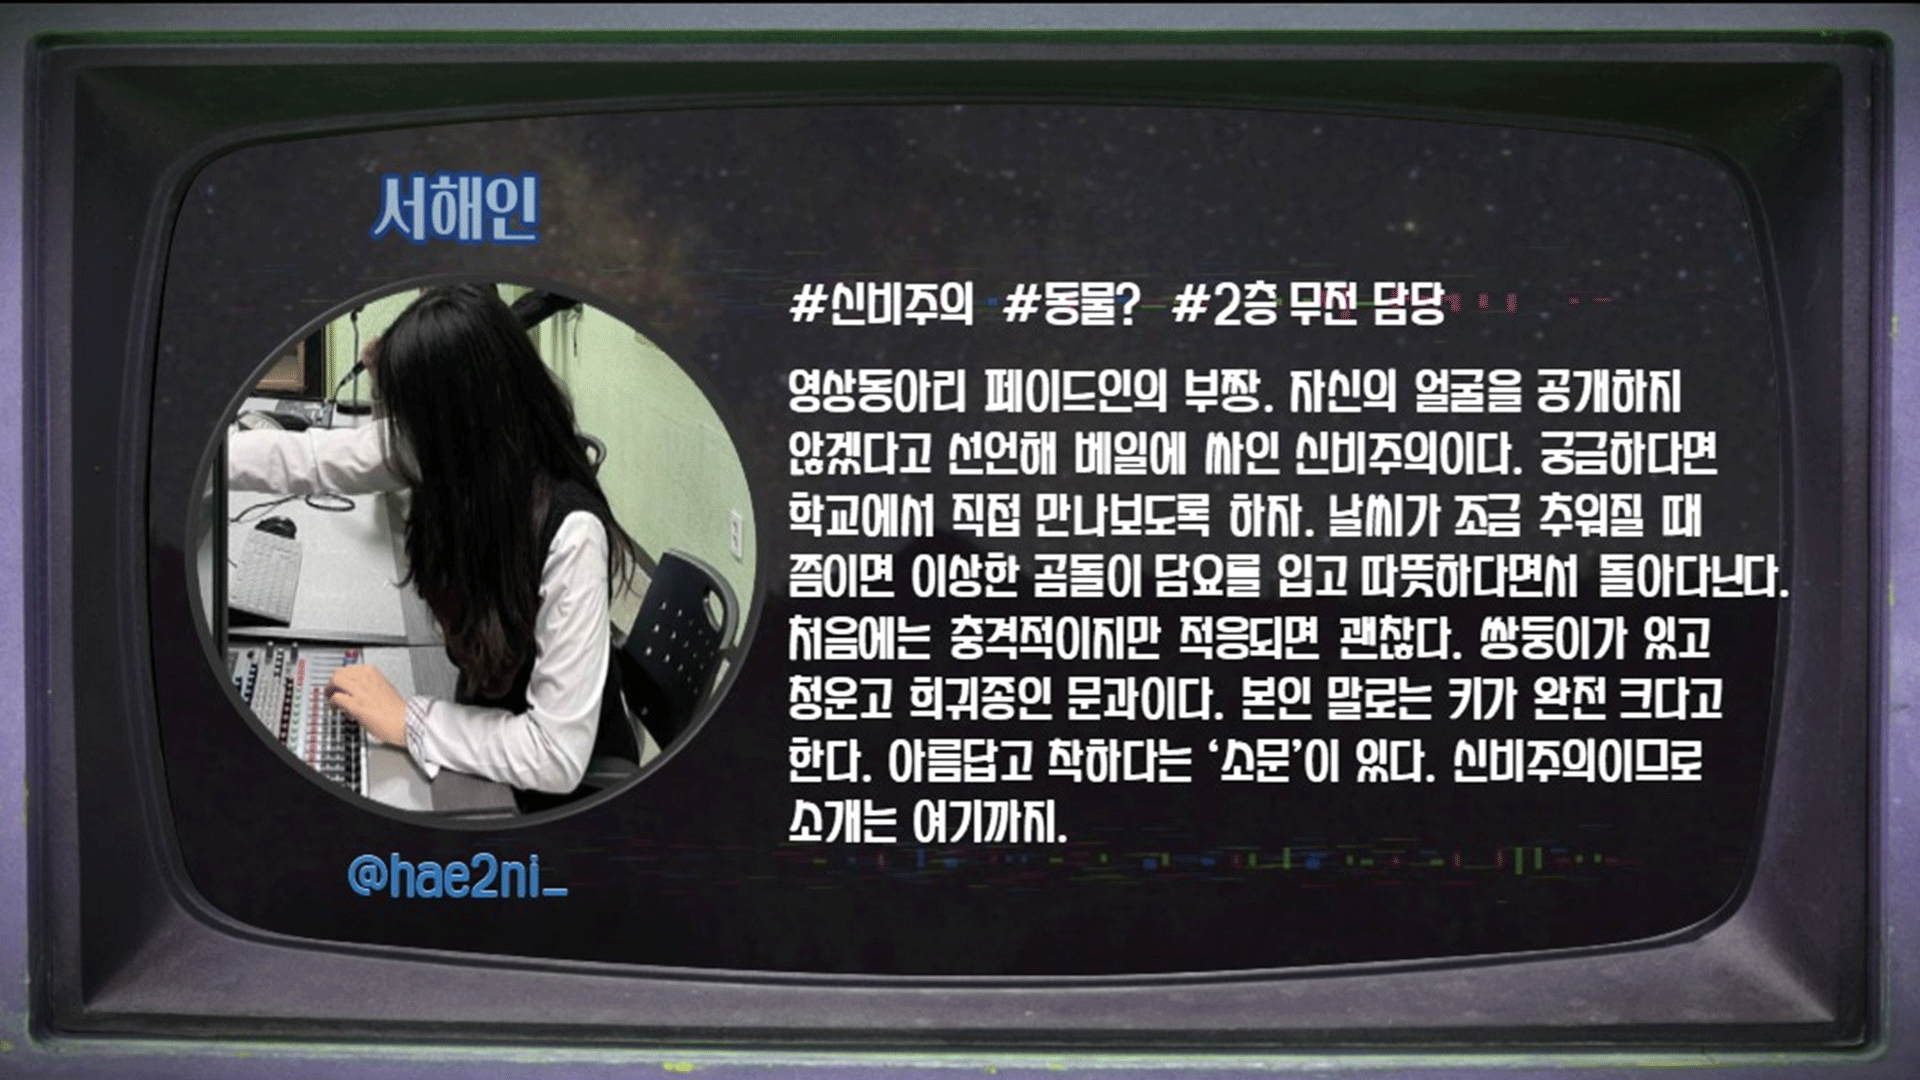 서해인
#신비주의 #동물? #2층 무전 담당
영상동아리 페이드인의 부짱. 자신의 얼굴을 공개하지
않겠다고 선언해 베일에 싸인 신비주의이다. 궁금하다면
학교에서 직접 만나보도록 하자. 날씨가 조금 추워질 때
쯤이면 이상한 곰돌이 담요를 입고 따뜻하다면서 돌아다닌다.
처음에는 충격적이지만 적응되면 괜찮다. 쌍둥이가 있고
청운고 희귀종인 문과이다. 본인 말로는 키가 완전 크다고
한다. 아름답고 착하다는 ‘소문’이 있다. 신비주의이므로
소개는 여기까지.
@hae2ni_